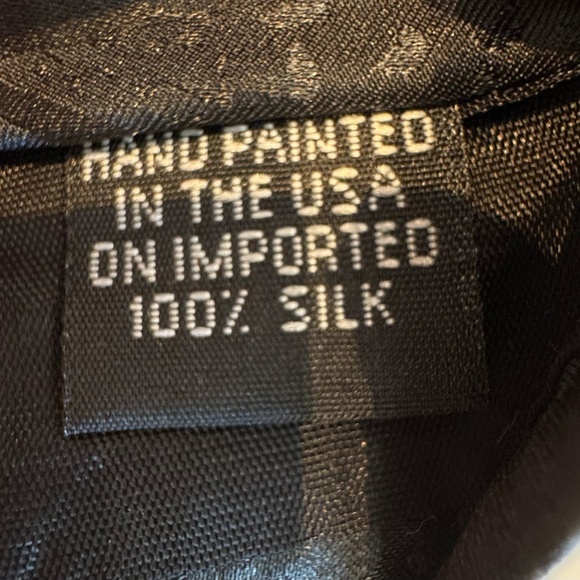 HAND PAINTED
IN THE USA
ON IMPORTED
100% SILK